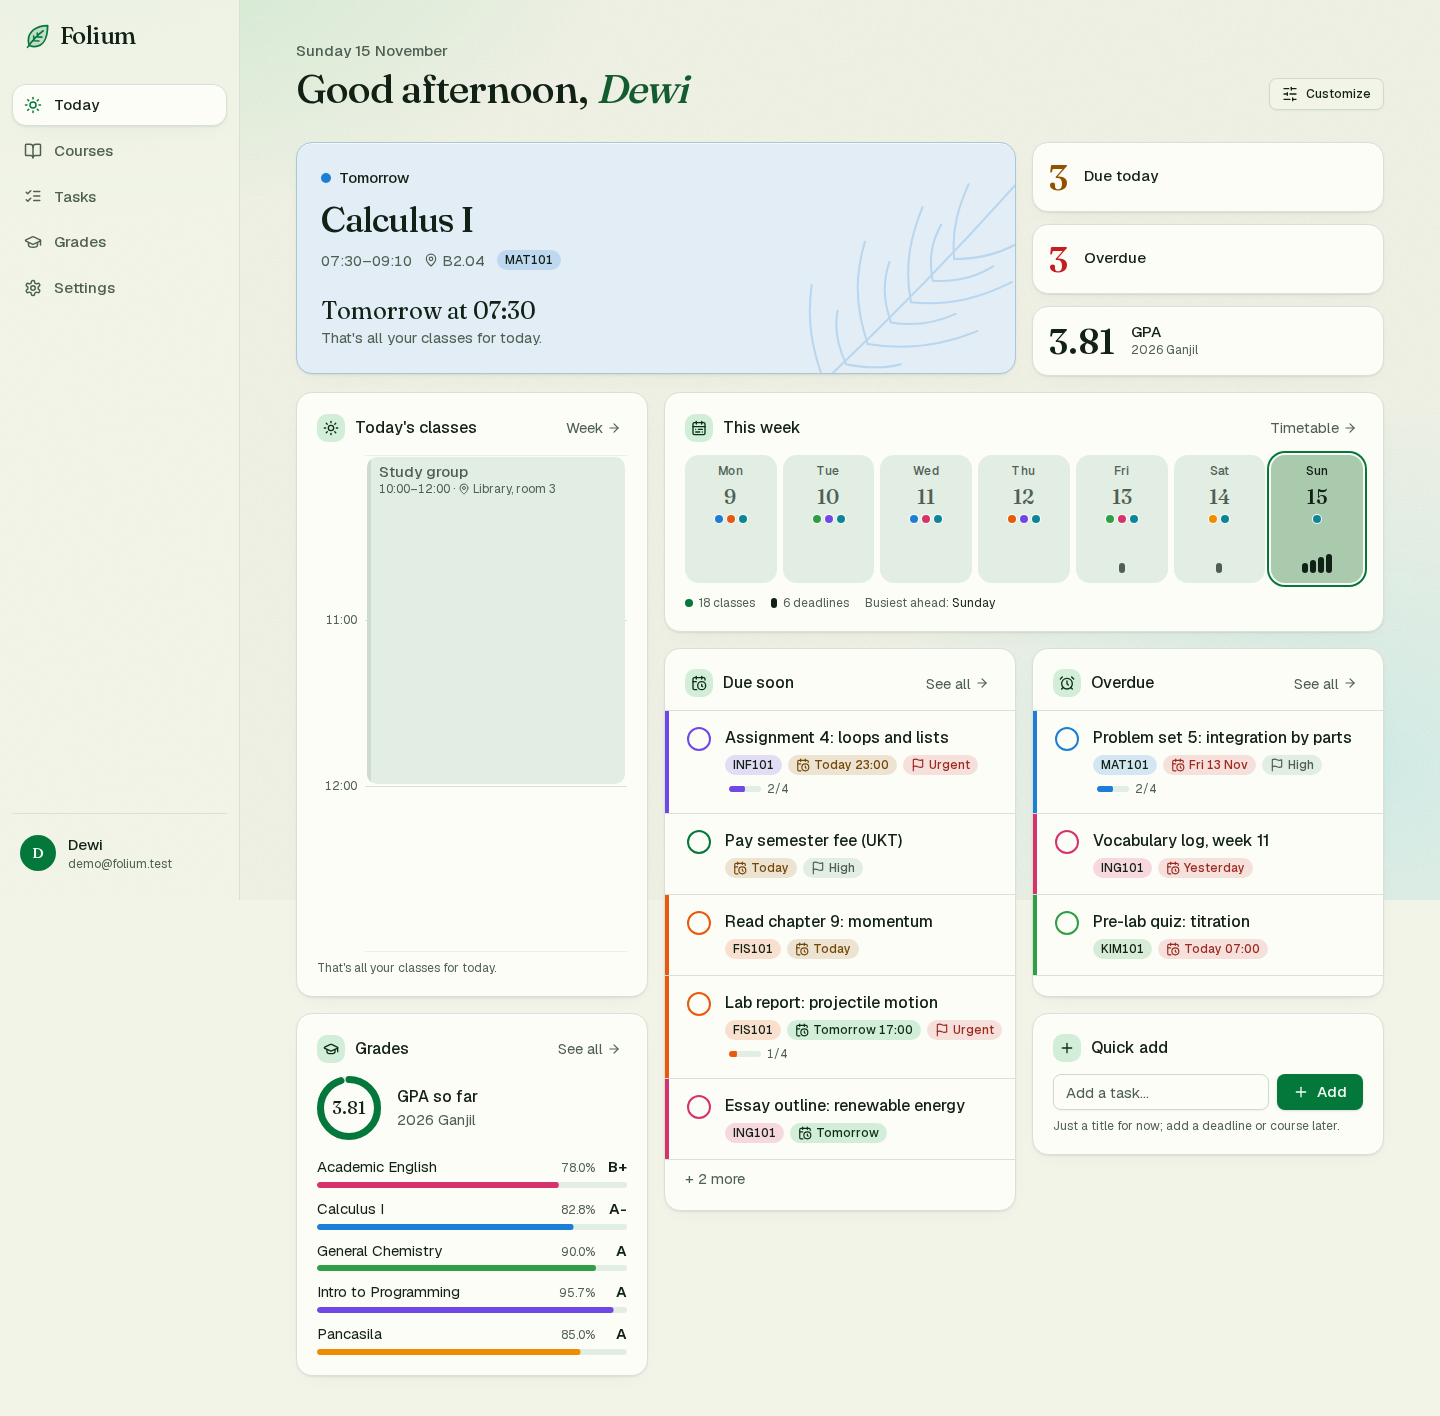 Folium
Today
Courses
Tasks
Grades
Settings
D
Dewi
demo@folium.test
Sunday 15 November
Good afternoon, Dewi
Customize
Tomorrow
Calculus I
07:30–09:10 B2.04 MAT101
Tomorrow at 07:30
That's all your classes for today.
3 Due today
3 Overdue
3.81 GPA
2026 Ganjil
Today's classes Week →
Study group
10:00–12:00 · Library, room 3
11:00
12:00
That's all your classes for today.
This week Timetable →
Mon Tue Wed Thu Fri Sat Sun
9 10 11 12 13 14 15
18 classes 6 deadlines Busiest ahead: Sunday
Due soon See all →
Assignment 4: loops and lists
INF101 Today 23:00 Urgent
2/4
Pay semester fee (UKT)
Today High
Read chapter 9: momentum
FIS101 Today
Lab report: projectile motion
FIS101 Tomorrow 17:00 Urgent
1/4
Essay outline: renewable energy
ING101 Tomorrow
+ 2 more
Overdue See all →
Problem set 5: integration by parts
MAT101 Fri 13 Nov High
2/4
Vocabulary log, week 11
ING101 Yesterday
Pre-lab quiz: titration
KIM101 Today 07:00
Grades See all →
3.81
GPA so far
2026 Ganjil
Academic English 78.0% B+
Calculus I 82.8% A-
General Chemistry 90.0% A
Intro to Programming 95.7% A
Pancasila 85.0% A
Quick add
Add a task...
+ Add
Just a title for now; add a deadline or course later.